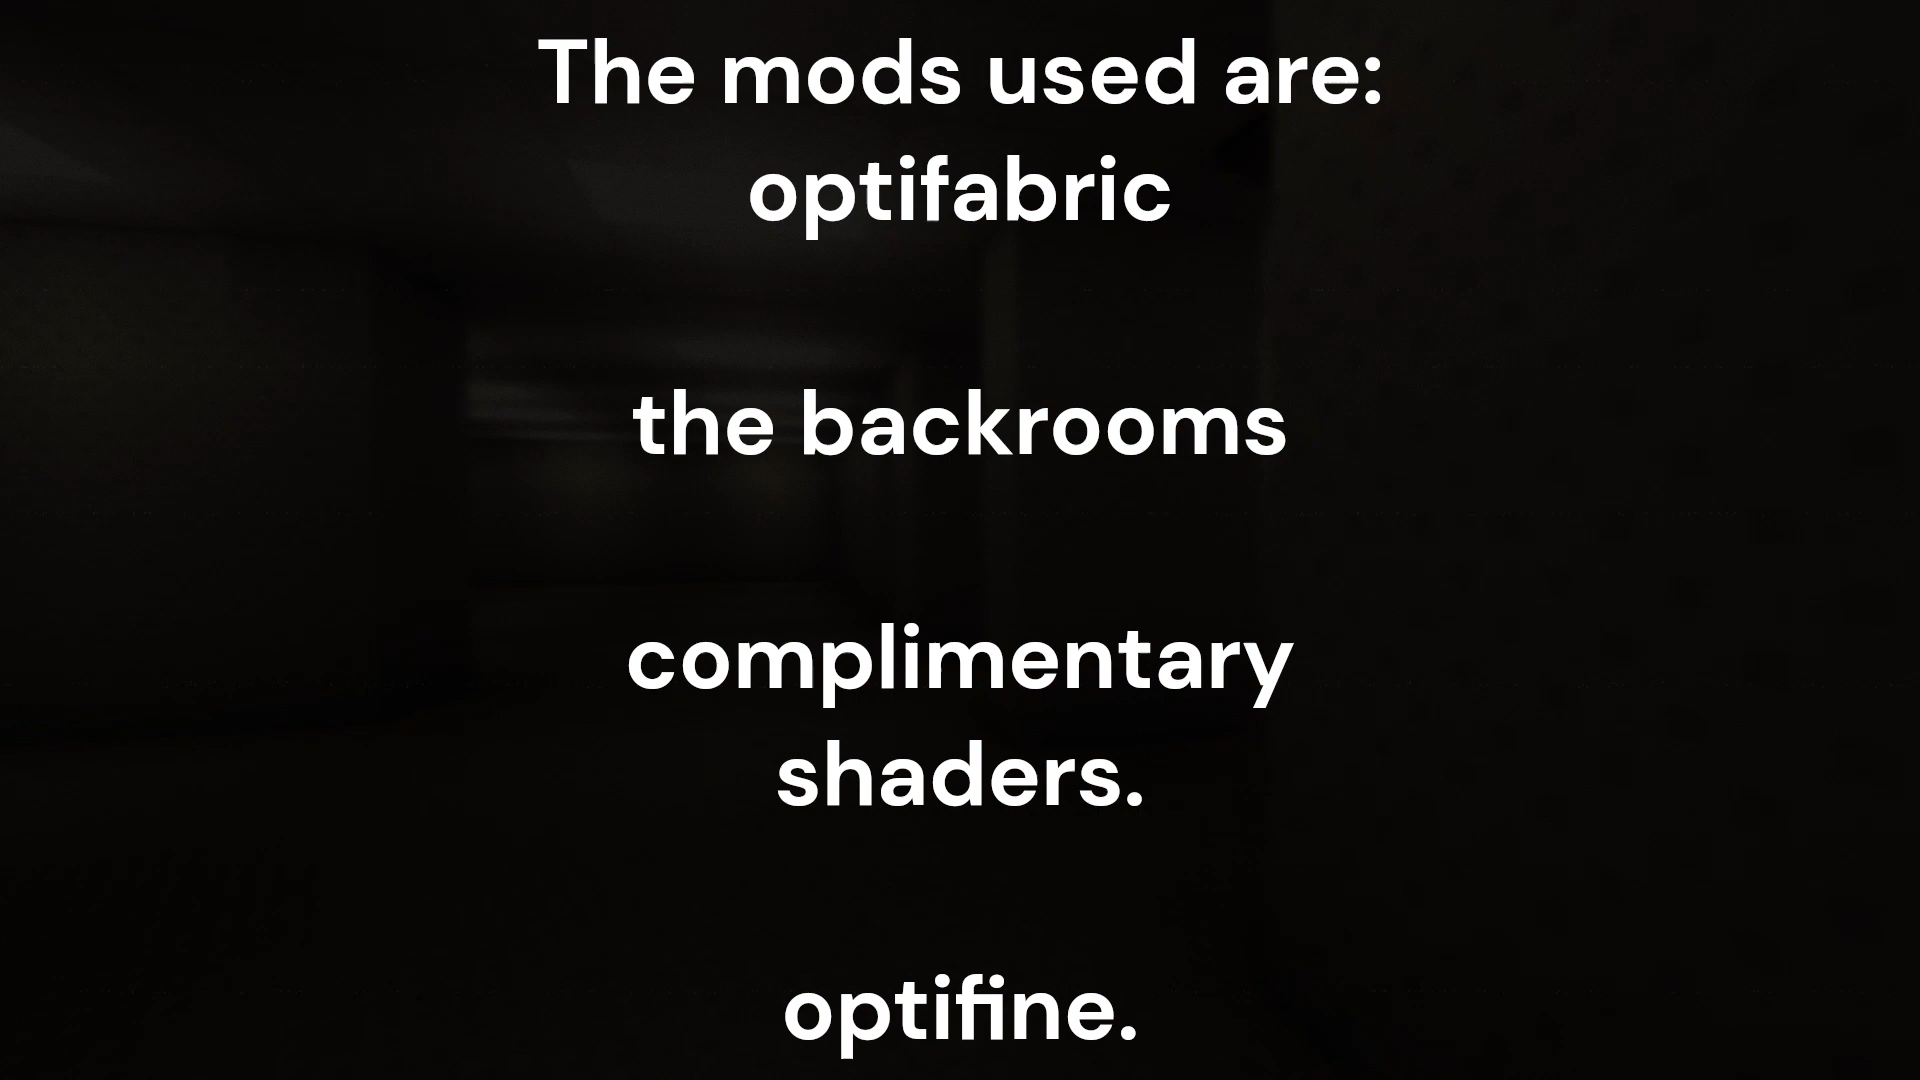 The mods used are:
optifabric
the backrooms
complimentary
shaders.
optifine.